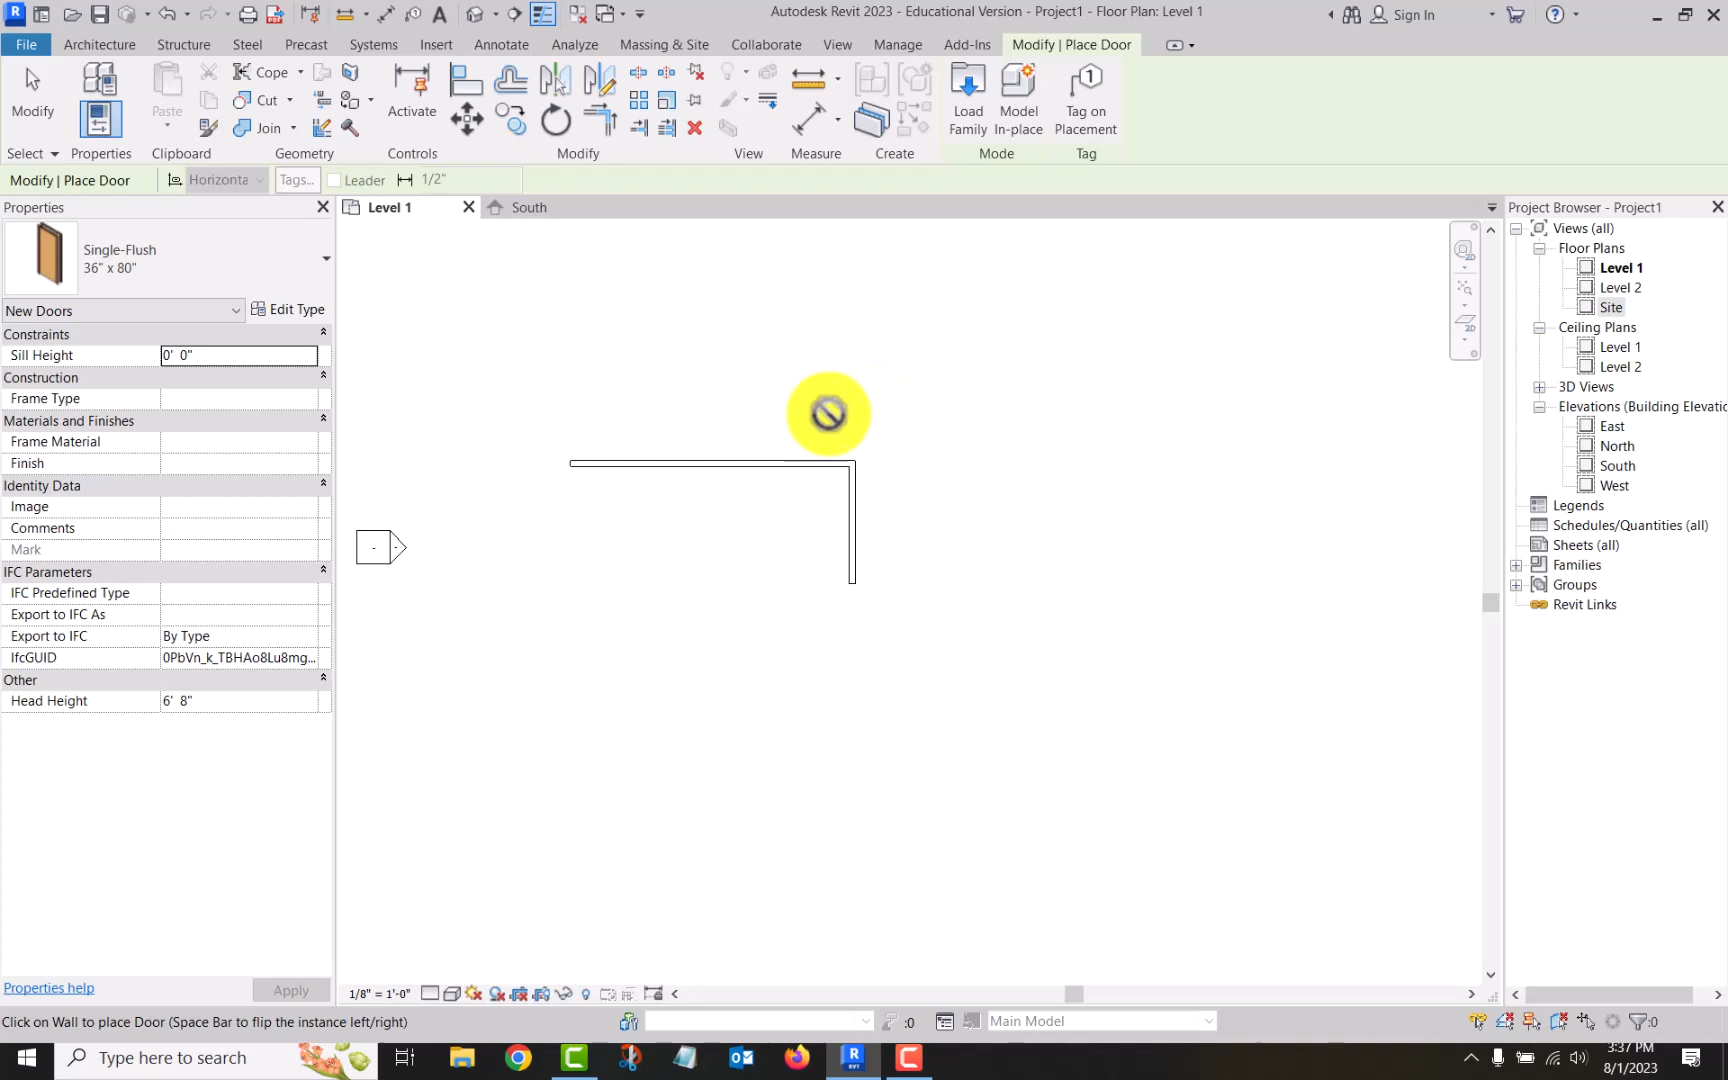 R
Autodesk Revit 2023 - Educational Version - Project1 - Floor Plan: Level 1
Sign In
File Architecture Structure Steel Precast Systems Insert Annotate Analyze Massing & Site Collaborate View Manage Add-Ins Modify | Place Door
Modify
Paste
Cope
Cut
Join
Activate
Load Family
Model In-place
Tag on Placement
Select Properties Clipboard Geometry Controls Modify View Measure Create Mode Tag
Modify | Place Door Horizonta Tags... Leader 1/2"
Properties
Level 1
South
Project Browser - Project1
Single-Flush
36" x 80"
New Doors
Edit Type
Constraints
Sill Height 0' 0"
Construction
Frame Type
Materials and Finishes
Frame Material
Finish
Identity Data
Image
Comments
Mark
IFC Parameters
IFC Predefined Type
Export to IFC As
Export to IFC By Type
IfcGUID 0PbVn_k_TBHAo8Lu8mg...
Other
Head Height 6' 8"
Properties help
Apply
2D
2D
Views (all)
Floor Plans
Level 1
Level 2
Site
Ceiling Plans
Level 1
Level 2
3D Views
Elevations (Building Elevatio
East
North
South
West
Legends
Schedules/Quantities (all)
Sheets (all)
Families
Groups
Revit Links
1/8" = 1'-0"
Click on Wall to place Door (Space Bar to flip the instance left/right)
:0
Main Model
:0
Type here to search
3:37 PM
8/1/2023